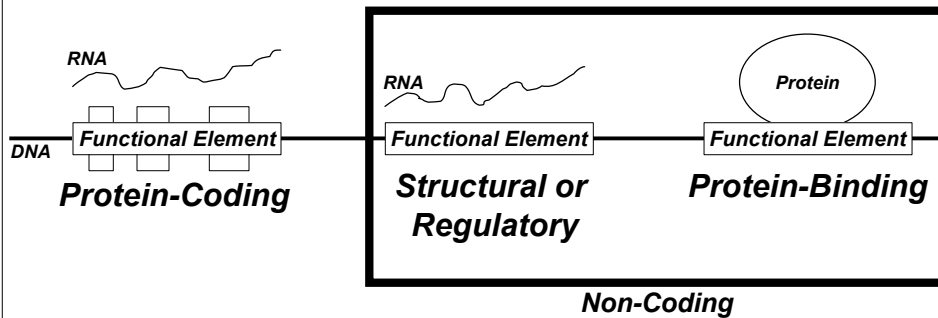 RNA
RNA
Protein
Functional Element
Functional Element
Functional Element
DNA
Protein-Coding
Structural or
Regulatory
Protein-Binding
Non-Coding